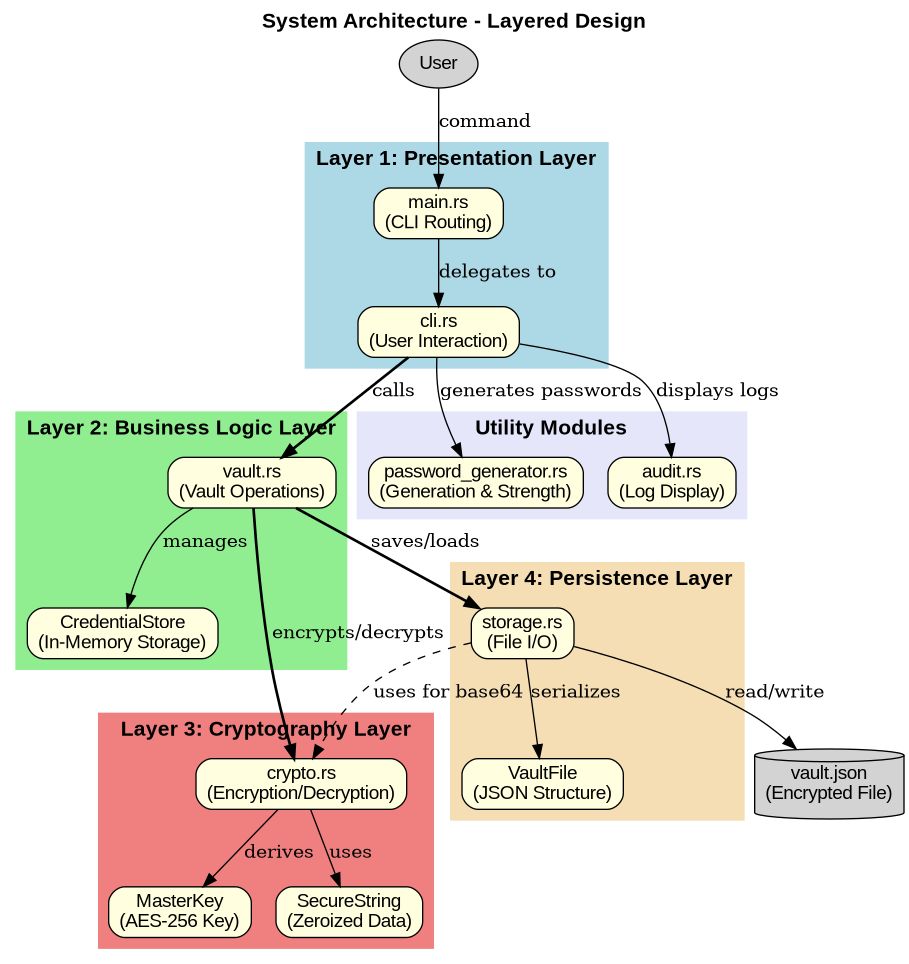 System Architecture - Layered Design
User
command
Layer 1: Presentation Layer
main.rs
(CLI Routing)
delegates to
cli.rs
(User Interaction)
calls
generates passwords
displays logs
Layer 2: Business Logic Layer
Utility Modules
vault.rs
(Vault Operations)
password_generator.rs
(Generation & Strength)
audit.rs
(Log Display)
manages
saves/loads
Layer 4: Persistence Layer
CredentialStore
(In-Memory Storage)
encrypts/decrypts
storage.rs
(File I/O)
uses for base64
serializes
read/write
Layer 3: Cryptography Layer
crypto.rs
(Encryption/Decryption)
VaultFile
(JSON Structure)
vault.json
(Encrypted File)
derives
uses
MasterKey
(AES-256 Key)
SecureString
(Zeroized Data)